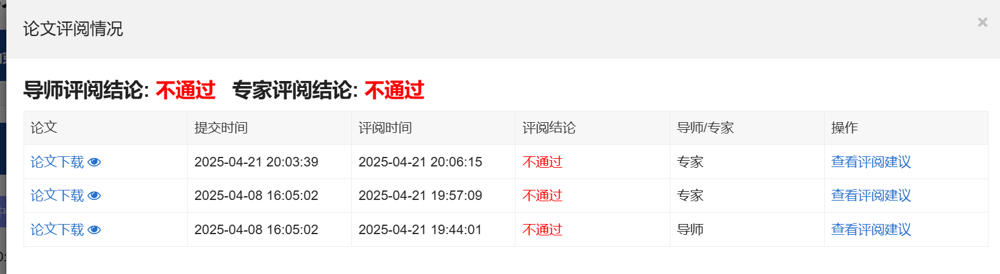 论文评阅情况
×
导师评阅结论: 不通过 专家评阅结论: 不通过
论文 提交时间 评阅时间 评阅结论 导师/专家 操作
论文下载 2025-04-21 20:03:39 2025-04-21 20:06:15 不通过 专家 查看评阅建议
论文下载 2025-04-08 16:05:02 2025-04-21 19:57:09 不通过 专家 查看评阅建议
论文下载 2025-04-08 16:05:02 2025-04-21 19:44:01 不通过 导师 查看评阅建议